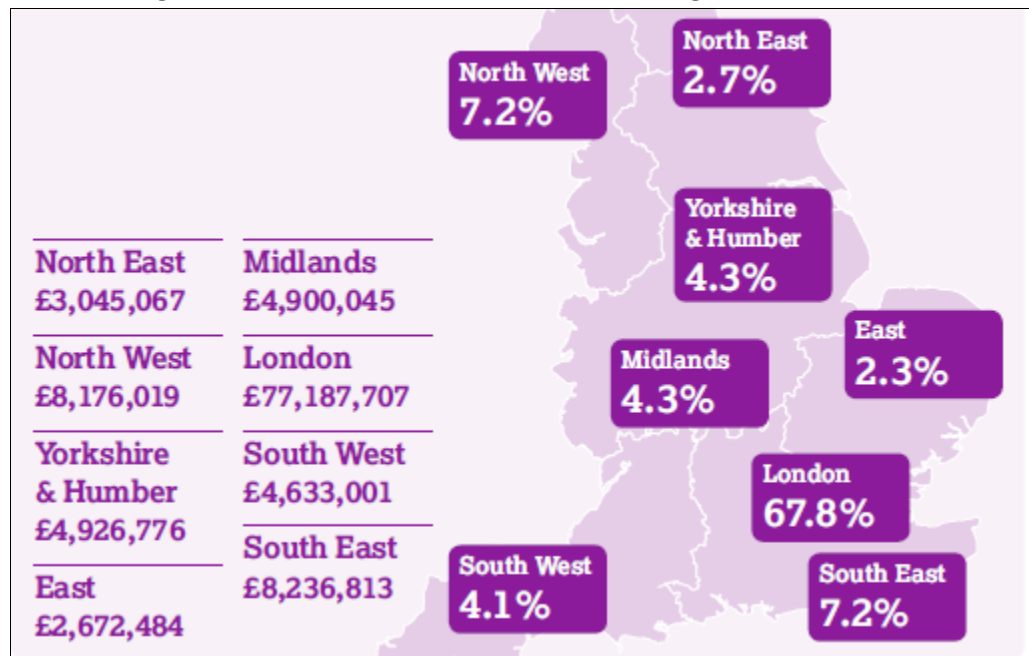 North East
£3,045,067
North West
£8,176,019
Yorkshire
& Humber
£4,926,776
East
£2,672,484
Midlands
£4,900,045
London
£77,187,707
South West
£4,633,001
South East
£8,236,813
North West
7.2%
North East
2.7%
Yorkshire
& Humber
4.3%
East
2.3%
Midlands
4.3%
London
67.8%
South West
4.1%
South East
7.2%